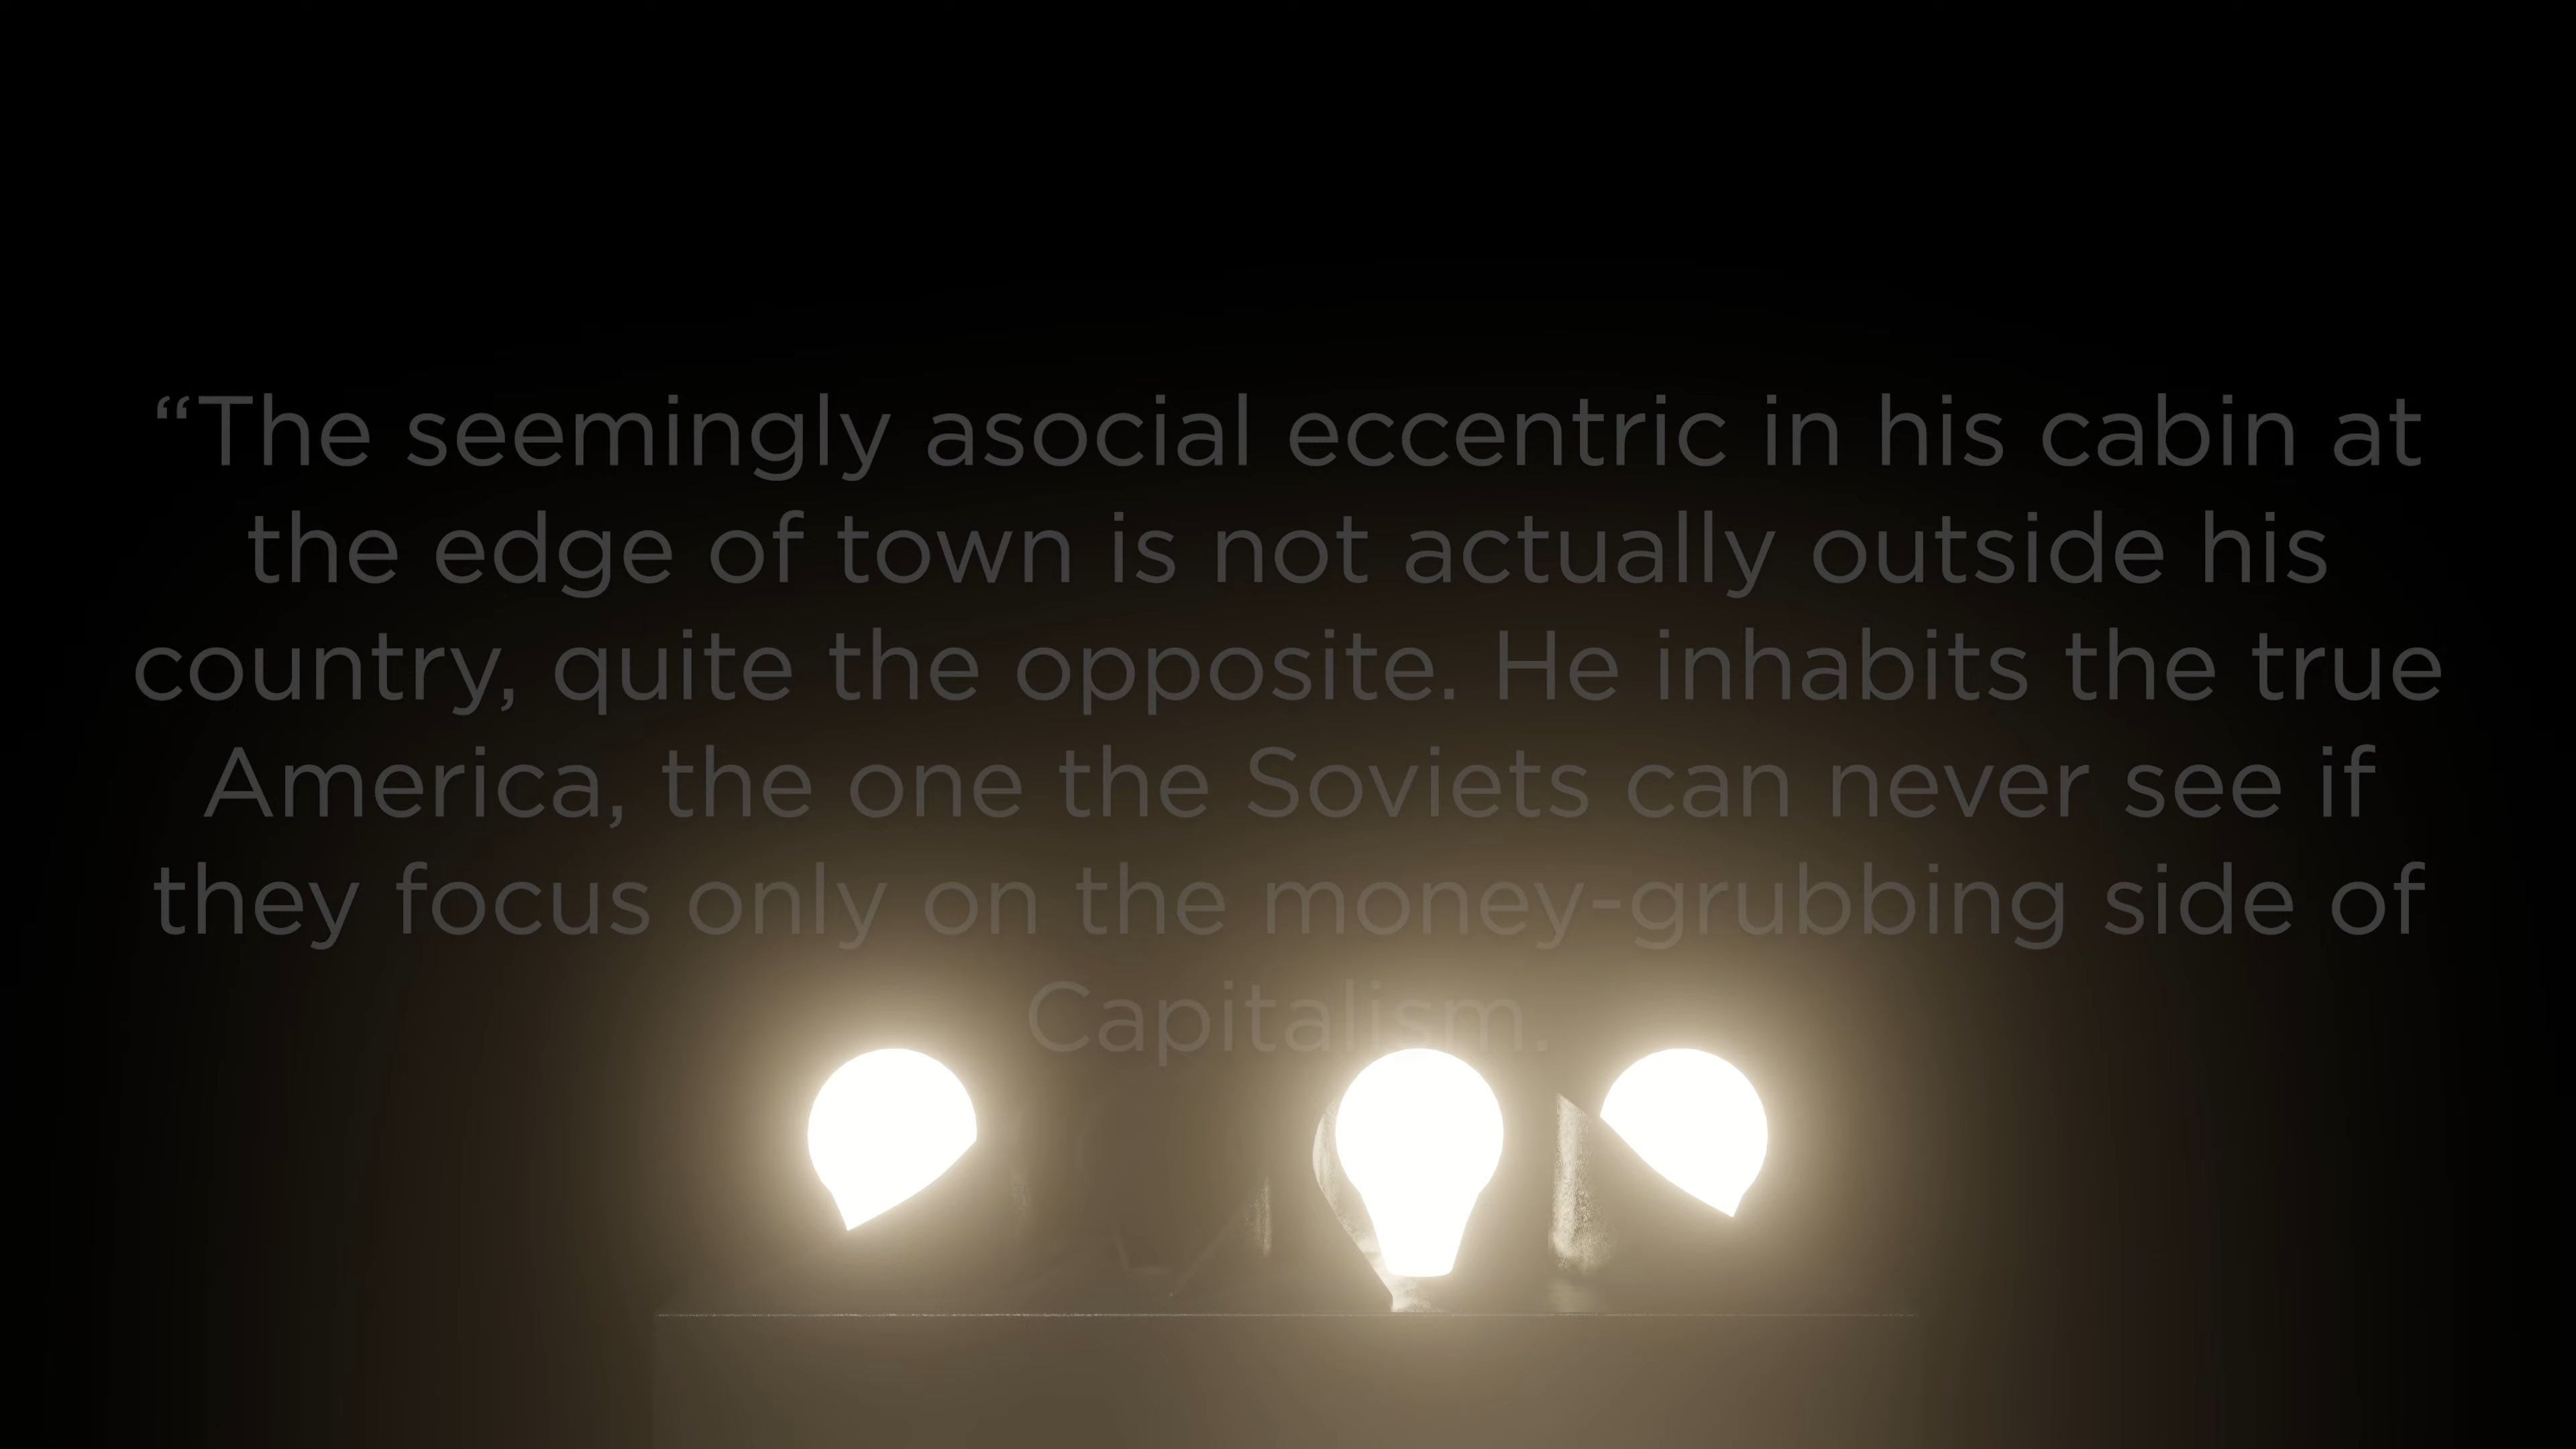 “The seemingly asocial eccentric in his cabin at
the edge of town is not actually outside his
country, quite the opposite. He inhabits the true
America, the one the Soviets can never see if
they focus only on the money-grubbing side of
Capitalism.